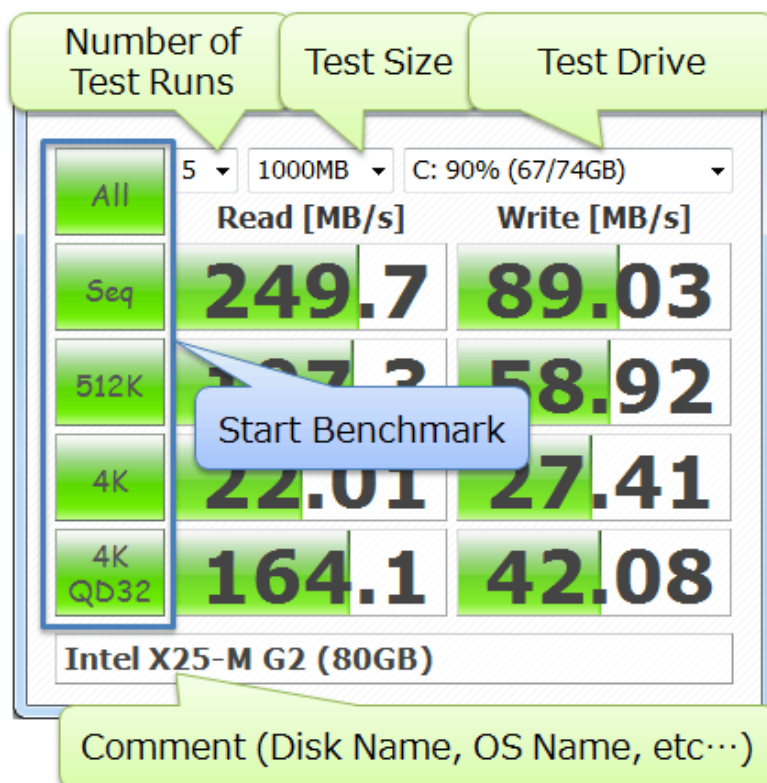 Number of
Test Runs
Test Size
Test Drive
All
5
1000MB
C: 90% (67/74GB)
Read [MB/s]
Write [MB/s]
Seq
249.7
89.03
512K
58.92
Start Benchmark
4K
22.01
27.41
4K
QD32
164.1
42.08
Intel X25-M G2 (80GB)
Comment (Disk Name, OS Name, etc⋯)